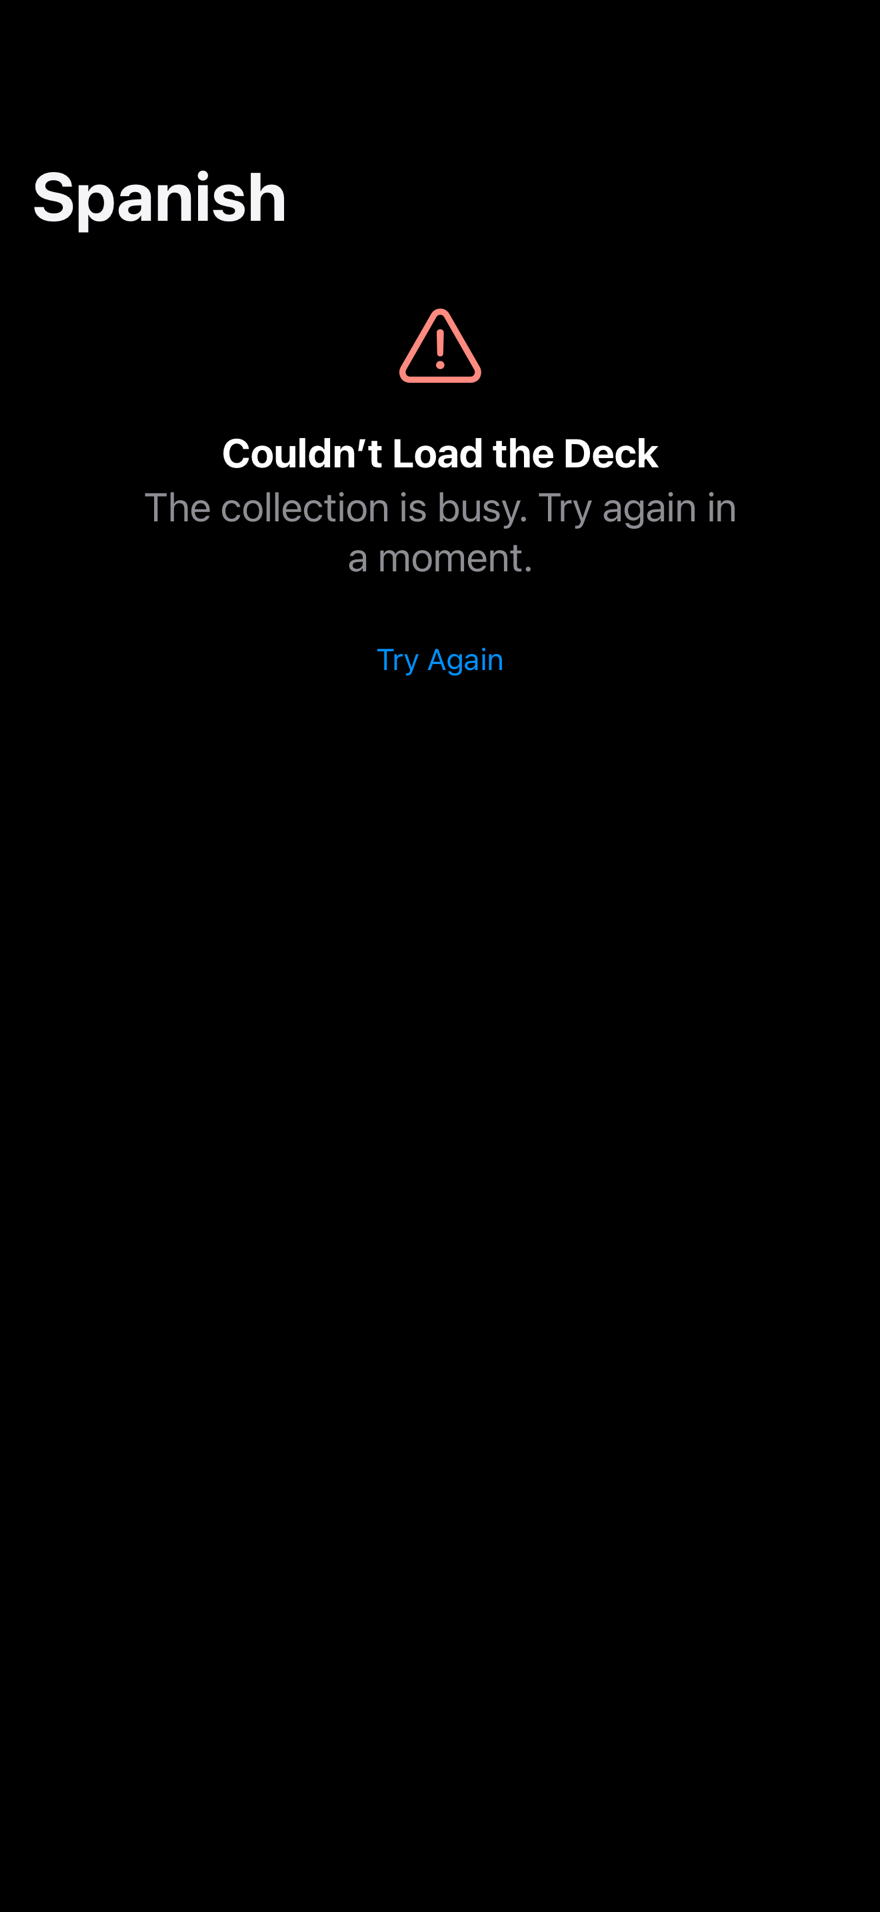 Spanish
Couldn’t Load the Deck
The collection is busy. Try again in
a moment.
Try Again